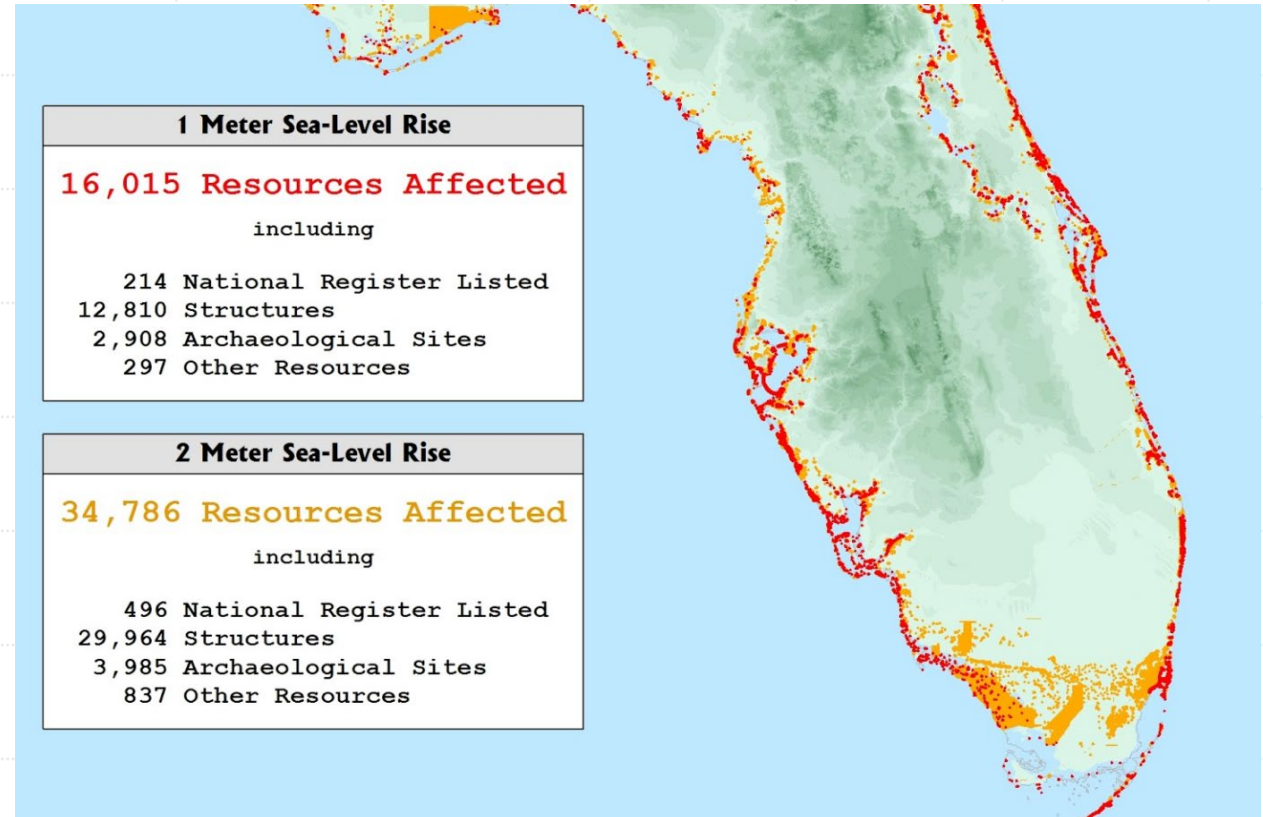 1 Meter Sea-Level Rise
16,015 Resources Affected
including
214 National Register Listed
12,810 Structures
2,908 Archaeological Sites
297 Other Resources
2 Meter Sea-Level Rise
34,786 Resources Affected
including
496 National Register Listed
29,964 Structures
3,985 Archaeological Sites
837 Other Resources